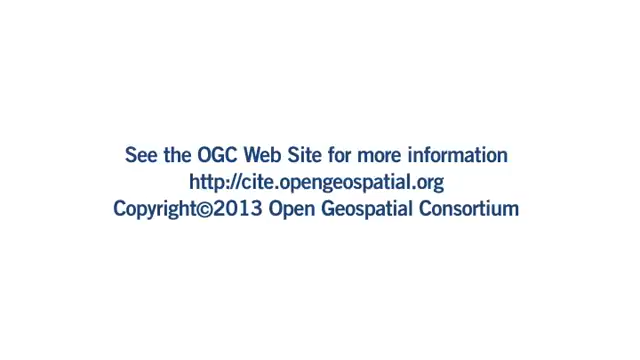 See the OGC Web Site for more information
http://cite.opengeospatial.org
Copyright©2013 Open Geospatial Consortium